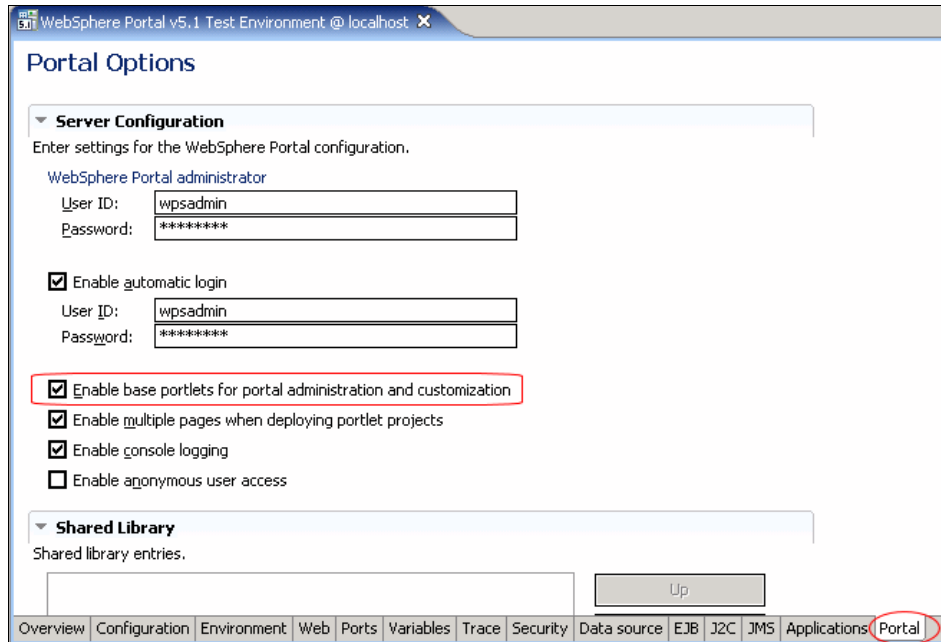 WebSphere Portal v5.1 Test Environment @ localhost
Portal Options
Server Configuration
Enter settings for the WebSphere Portal configuration.
WebSphere Portal administrator
User ID: wpsadmin
Password: ********
Enable automatic login
User ID: wpsadmin
Password: ********
Enable base portlets for portal administration and customization
Enable multiple pages when deploying portlet projects
Enable console logging
Enable anonymous user access
Shared Library
Shared library entries.
Up
Overview Configuration Environment Web Ports Variables Trace Security Data source EJB J2C JMS Applications Portal